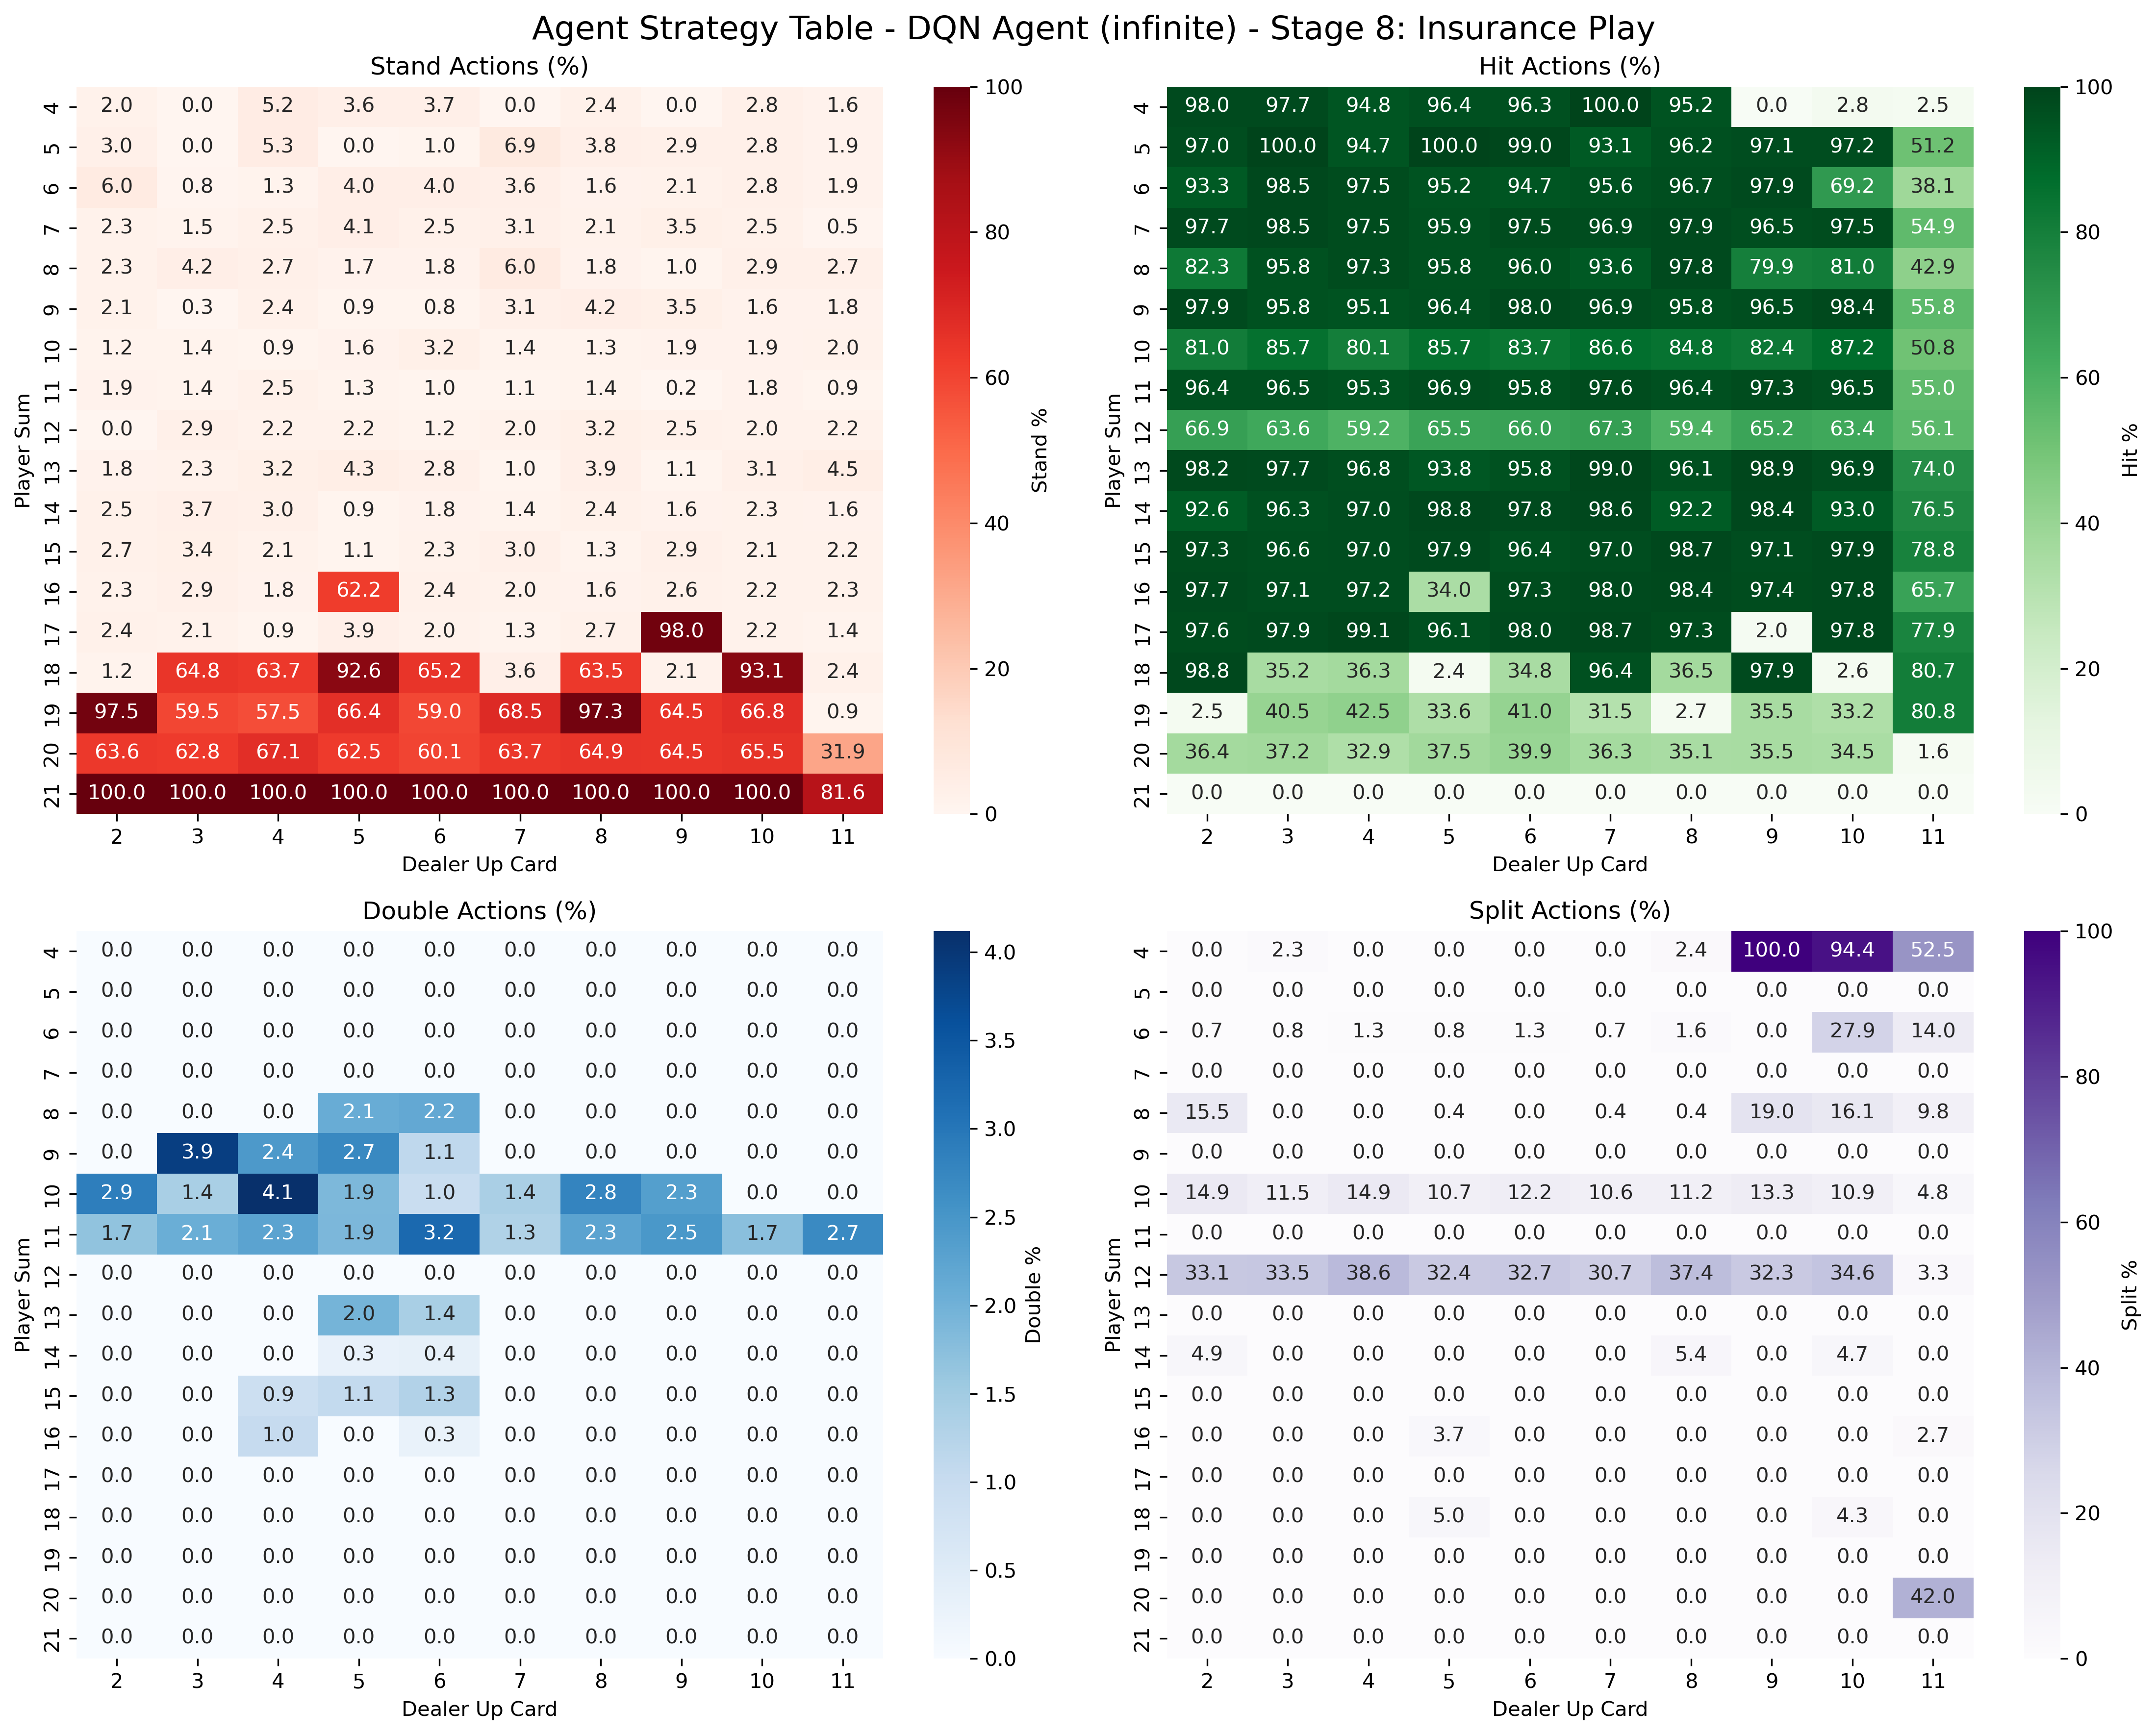 Agent Strategy Table - DQN Agent (infinite) - Stage 8: Insurance Play
Stand Actions (%)
4 2.0 0.0 5.2 3.6 3.7 0.0 2.4 0.0 2.8 1.6
5 3.0 0.0 5.3 0.0 1.0 6.9 3.8 2.9 2.8 1.9
6 6.0 0.8 1.3 4.0 4.0 3.6 1.6 2.1 2.8 1.9
7 2.3 1.5 2.5 4.1 2.5 3.1 2.1 3.5 2.5 0.5
8 2.3 4.2 2.7 1.7 1.8 6.0 1.8 1.0 2.9 2.7
9 2.1 0.3 2.4 0.9 0.8 3.1 4.2 3.5 1.6 1.8
10 1.2 1.4 0.9 1.6 3.2 1.4 1.3 1.9 1.9 2.0
11 1.9 1.4 2.5 1.3 1.0 1.1 1.4 0.2 1.8 0.9
12 0.0 2.9 2.2 2.2 1.2 2.0 3.2 2.5 2.0 2.2
13 1.8 2.3 3.2 4.3 2.8 1.0 3.9 1.1 3.1 4.5
14 2.5 3.7 3.0 0.9 1.8 1.4 2.4 1.6 2.3 1.6
15 2.7 3.4 2.1 1.1 2.3 3.0 1.3 2.9 2.1 2.2
16 2.3 2.9 1.8 62.2 2.4 2.0 1.6 2.6 2.2 2.3
17 2.4 2.1 0.9 3.9 2.0 1.3 2.7 98.0 2.2 1.4
18 1.2 64.8 63.7 92.6 65.2 3.6 63.5 2.1 93.1 2.4
19 97.5 59.5 57.5 66.4 59.0 68.5 97.3 64.5 66.8 0.9
20 63.6 62.8 67.1 62.5 60.1 63.7 64.9 64.5 65.5 31.9
21 100.0 100.0 100.0 100.0 100.0 100.0 100.0 100.0 100.0 81.6
2 3 4 5 6 7 8 9 10 11
Dealer Up Card
Player Sum
100
80
60
40
20
0
Stand %
Hit Actions (%)
4 98.0 97.7 94.8 96.4 96.3 100.0 95.2 0.0 2.8 2.5
5 97.0 100.0 94.7 100.0 99.0 93.1 96.2 97.1 97.2 51.2
6 93.3 98.5 97.5 95.2 94.7 95.6 96.7 97.9 69.2 38.1
7 97.7 98.5 97.5 95.9 97.5 96.9 97.9 96.5 97.5 54.9
8 82.3 95.8 97.3 95.8 96.0 93.6 97.8 79.9 81.0 42.9
9 97.9 95.8 95.1 96.4 98.0 96.9 95.8 96.5 98.4 55.8
10 81.0 85.7 80.1 85.7 83.7 86.6 84.8 82.4 87.2 50.8
11 96.4 96.5 95.3 96.9 95.8 97.6 96.4 97.3 96.5 55.0
12 66.9 63.6 59.2 65.5 66.0 67.3 59.4 65.2 63.4 56.1
13 98.2 97.7 96.8 93.8 95.8 99.0 96.1 98.9 96.9 74.0
14 92.6 96.3 97.0 98.8 97.8 98.6 92.2 98.4 93.0 76.5
15 97.3 96.6 97.0 97.9 96.4 97.0 98.7 97.1 97.9 78.8
16 97.7 97.1 97.2 34.0 97.3 98.0 98.4 97.4 97.8 65.7
17 97.6 97.9 99.1 96.1 98.0 98.7 97.3 2.0 97.8 77.9
18 98.8 35.2 36.3 2.4 34.8 96.4 36.5 97.9 2.6 80.7
19 2.5 40.5 42.5 33.6 41.0 31.5 2.7 35.5 33.2 80.8
20 36.4 37.2 32.9 37.5 39.9 36.3 35.1 35.5 34.5 1.6
21 0.0 0.0 0.0 0.0 0.0 0.0 0.0 0.0 0.0 0.0
2 3 4 5 6 7 8 9 10 11
Dealer Up Card
Player Sum
100
80
60
40
20
0
Hit %
Double Actions (%)
4 0.0 0.0 0.0 0.0 0.0 0.0 0.0 0.0 0.0 0.0
5 0.0 0.0 0.0 0.0 0.0 0.0 0.0 0.0 0.0 0.0
6 0.0 0.0 0.0 0.0 0.0 0.0 0.0 0.0 0.0 0.0
7 0.0 0.0 0.0 0.0 0.0 0.0 0.0 0.0 0.0 0.0
8 0.0 0.0 0.0 2.1 2.2 0.0 0.0 0.0 0.0 0.0
9 0.0 3.9 2.4 2.7 1.1 0.0 0.0 0.0 0.0 0.0
10 2.9 1.4 4.1 1.9 1.0 1.4 2.8 2.3 0.0 0.0
11 1.7 2.1 2.3 1.9 3.2 1.3 2.3 2.5 1.7 2.7
12 0.0 0.0 0.0 0.0 0.0 0.0 0.0 0.0 0.0 0.0
13 0.0 0.0 0.0 2.0 1.4 0.0 0.0 0.0 0.0 0.0
14 0.0 0.0 0.0 0.3 0.4 0.0 0.0 0.0 0.0 0.0
15 0.0 0.0 0.9 1.1 1.3 0.0 0.0 0.0 0.0 0.0
16 0.0 0.0 1.0 0.0 0.3 0.0 0.0 0.0 0.0 0.0
17 0.0 0.0 0.0 0.0 0.0 0.0 0.0 0.0 0.0 0.0
18 0.0 0.0 0.0 0.0 0.0 0.0 0.0 0.0 0.0 0.0
19 0.0 0.0 0.0 0.0 0.0 0.0 0.0 0.0 0.0 0.0
20 0.0 0.0 0.0 0.0 0.0 0.0 0.0 0.0 0.0 0.0
21 0.0 0.0 0.0 0.0 0.0 0.0 0.0 0.0 0.0 0.0
2 3 4 5 6 7 8 9 10 11
Dealer Up Card
Player Sum
4.0
3.5
3.0
2.5
2.0
1.5
1.0
0.5
0.0
Double %
Split Actions (%)
4 0.0 2.3 0.0 0.0 0.0 0.0 2.4 100.0 94.4 52.5
5 0.0 0.0 0.0 0.0 0.0 0.0 0.0 0.0 0.0 0.0
6 0.7 0.8 1.3 0.8 1.3 0.7 1.6 0.0 27.9 14.0
7 0.0 0.0 0.0 0.0 0.0 0.0 0.0 0.0 0.0 0.0
8 15.5 0.0 0.0 0.4 0.0 0.4 0.4 19.0 16.1 9.8
9 0.0 0.0 0.0 0.0 0.0 0.0 0.0 0.0 0.0 0.0
10 14.9 11.5 14.9 10.7 12.2 10.6 11.2 13.3 10.9 4.8
11 0.0 0.0 0.0 0.0 0.0 0.0 0.0 0.0 0.0 0.0
12 33.1 33.5 38.6 32.4 32.7 30.7 37.4 32.3 34.6 3.3
13 0.0 0.0 0.0 0.0 0.0 0.0 0.0 0.0 0.0 0.0
14 4.9 0.0 0.0 0.0 0.0 0.0 5.4 0.0 4.7 0.0
15 0.0 0.0 0.0 0.0 0.0 0.0 0.0 0.0 0.0 0.0
16 0.0 0.0 0.0 3.7 0.0 0.0 0.0 0.0 0.0 2.7
17 0.0 0.0 0.0 0.0 0.0 0.0 0.0 0.0 0.0 0.0
18 0.0 0.0 0.0 5.0 0.0 0.0 0.0 0.0 4.3 0.0
19 0.0 0.0 0.0 0.0 0.0 0.0 0.0 0.0 0.0 0.0
20 0.0 0.0 0.0 0.0 0.0 0.0 0.0 0.0 0.0 42.0
21 0.0 0.0 0.0 0.0 0.0 0.0 0.0 0.0 0.0 0.0
2 3 4 5 6 7 8 9 10 11
Dealer Up Card
Player Sum
100
80
60
40
20
0
Split %